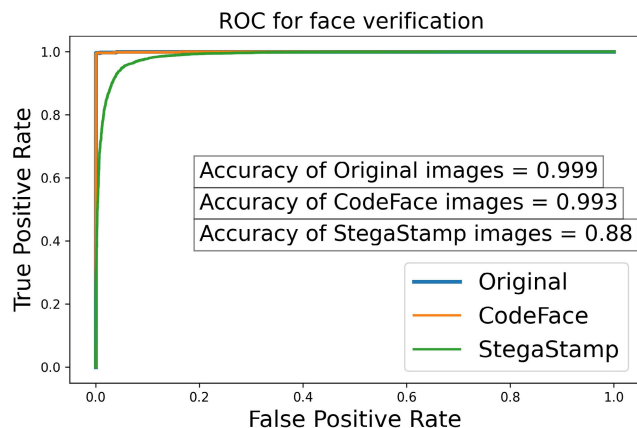 ROC for face verification
1.0
0.8
0.6
0.4
0.2
0.0
True Positive Rate
Accuracy of Original images = 0.999
Accuracy of CodeFace images = 0.993
Accuracy of StegaStamp images = 0.88
Original
CodeFace
StegaStamp
0.0 0.2 0.4 0.6 0.8 1.0
False Positive Rate